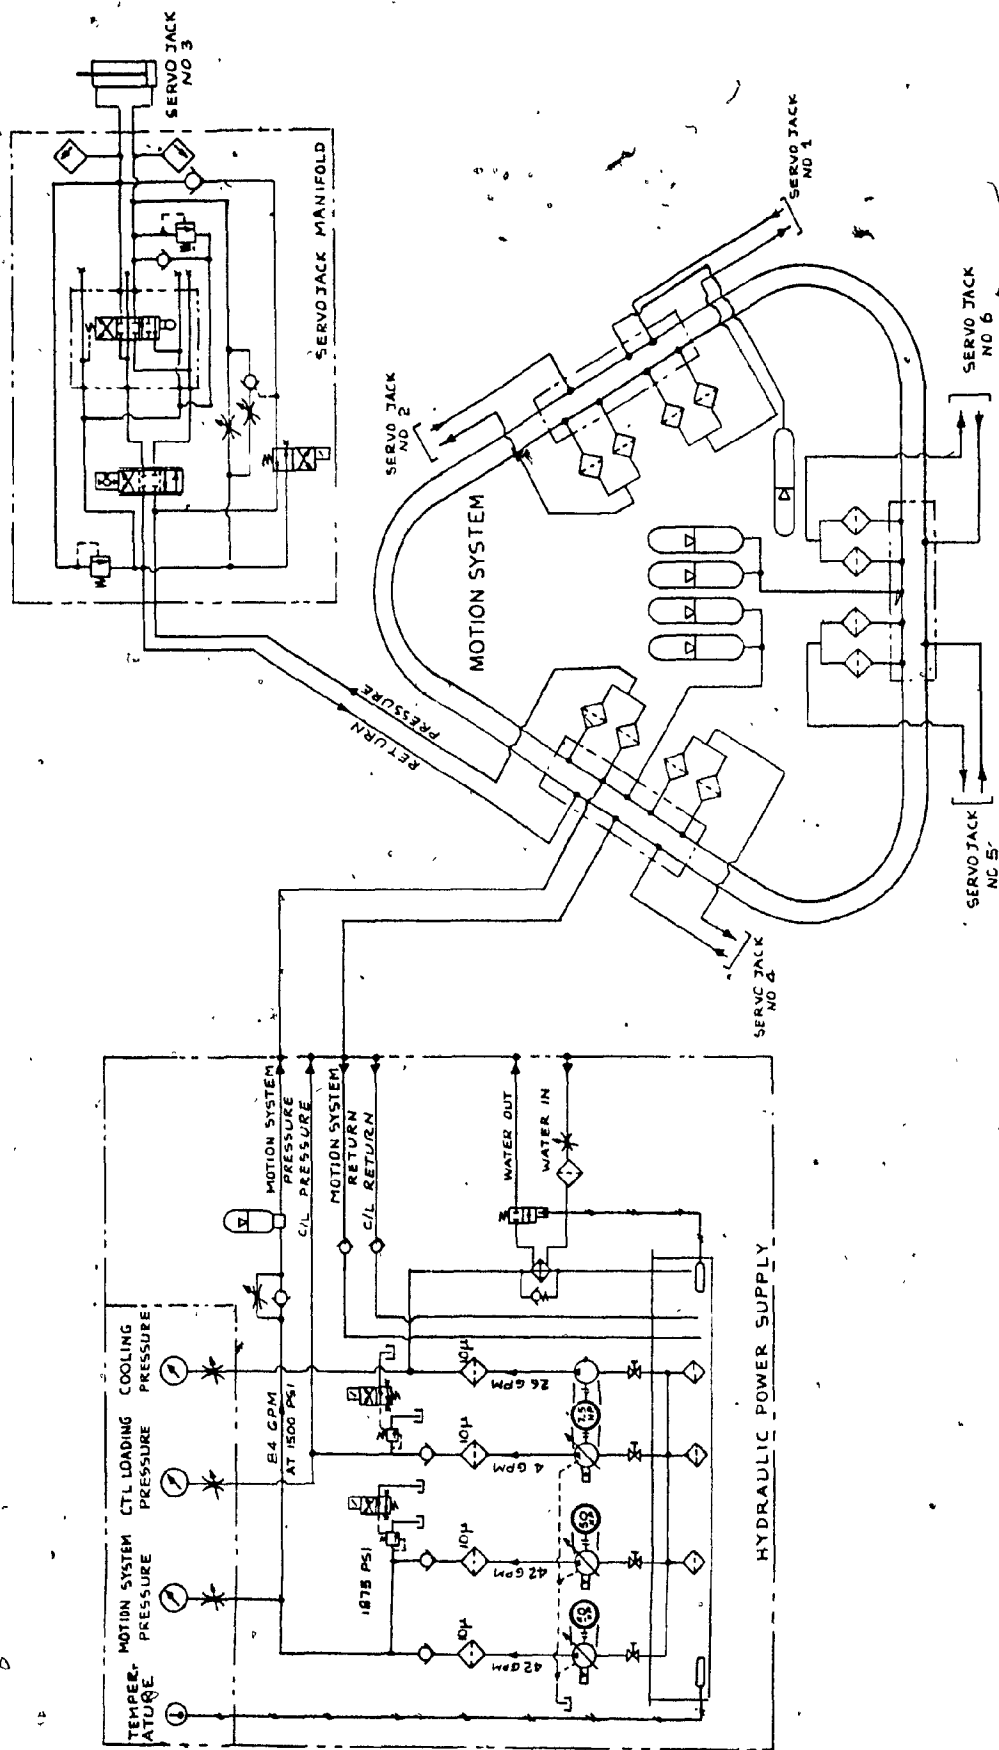 SERVO JACK
NO 3
SERVO JACK MANIFOLD
SERVO JACK
NO 1
SERVO JACK
NO 2
MOTION SYSTEM
SERVO JACK
NO 6
PRESSURE
RETURN
SERVO JACK
NO 5
SERVO JACK
NO 4
MOTION SYSTEM
PRESSURE
C/L PRESSURE
MOTION SYSTEM
RETURN
C/L RETURN
WATER OUT
WATER IN
TEMPER-
ATURE
MOTION SYSTEM
PRESSURE
CTL LOADING
PRESSURE
COOLING
PRESSURE
84 GPM
AT 1500 PSI
1875 PSI
10μ
10μ
10μ
10μ
42 GPM
42 GPM
4 GPM
26 GPM
50
HP
50
HP
7.5
HP
HYDRAULIC POWER SUPPLY